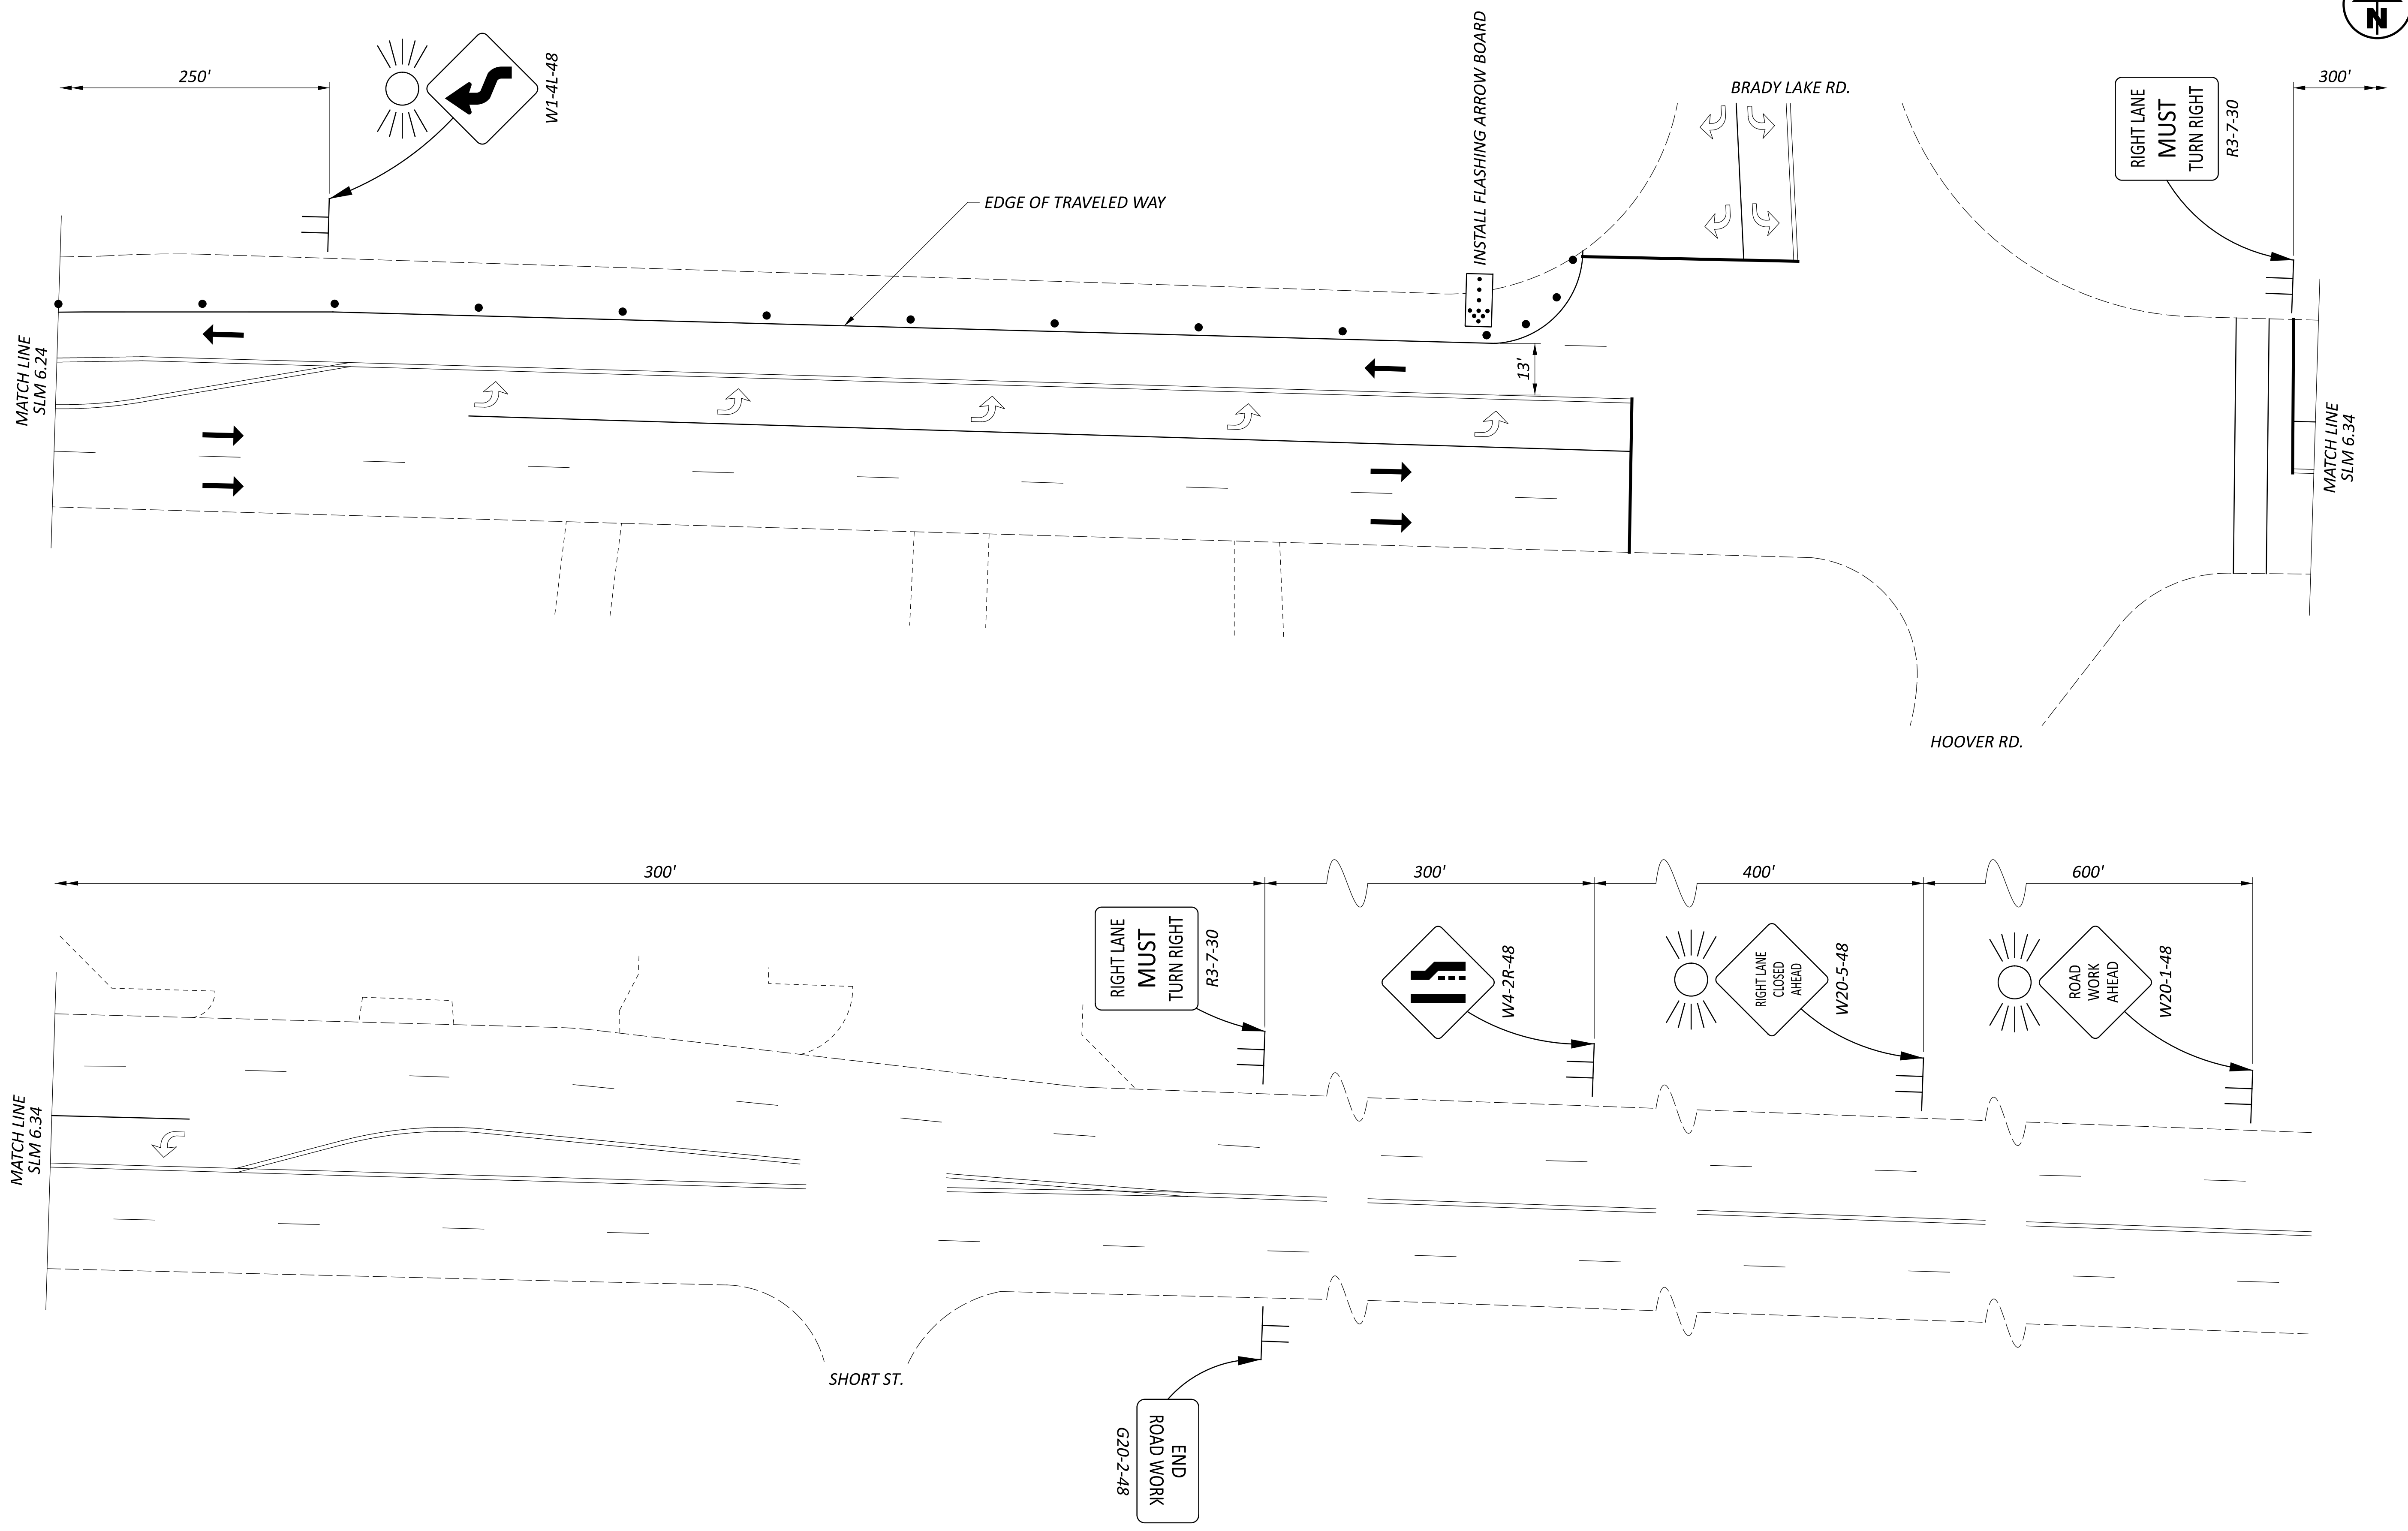 N
250'
W1-4L-48
EDGE OF TRAVELED WAY
INSTALL FLASHING ARROW BOARD
BRADY LAKE RD.
RIGHT LANE
MUST
TURN RIGHT
R3-7-30
300'
MATCH LINE
SLM 6.24
13'
MATCH LINE
SLM 6.34
HOOVER RD.
300'
300'
400'
600'
RIGHT LANE
MUST
TURN RIGHT
R3-7-30
W4-2R-48
RIGHT LANE
CLOSED
AHEAD
W20-5-48
ROAD
WORK
AHEAD
W20-1-48
MATCH LINE
SLM 6.34
SHORT ST.
END
ROAD WORK
G20-2-48